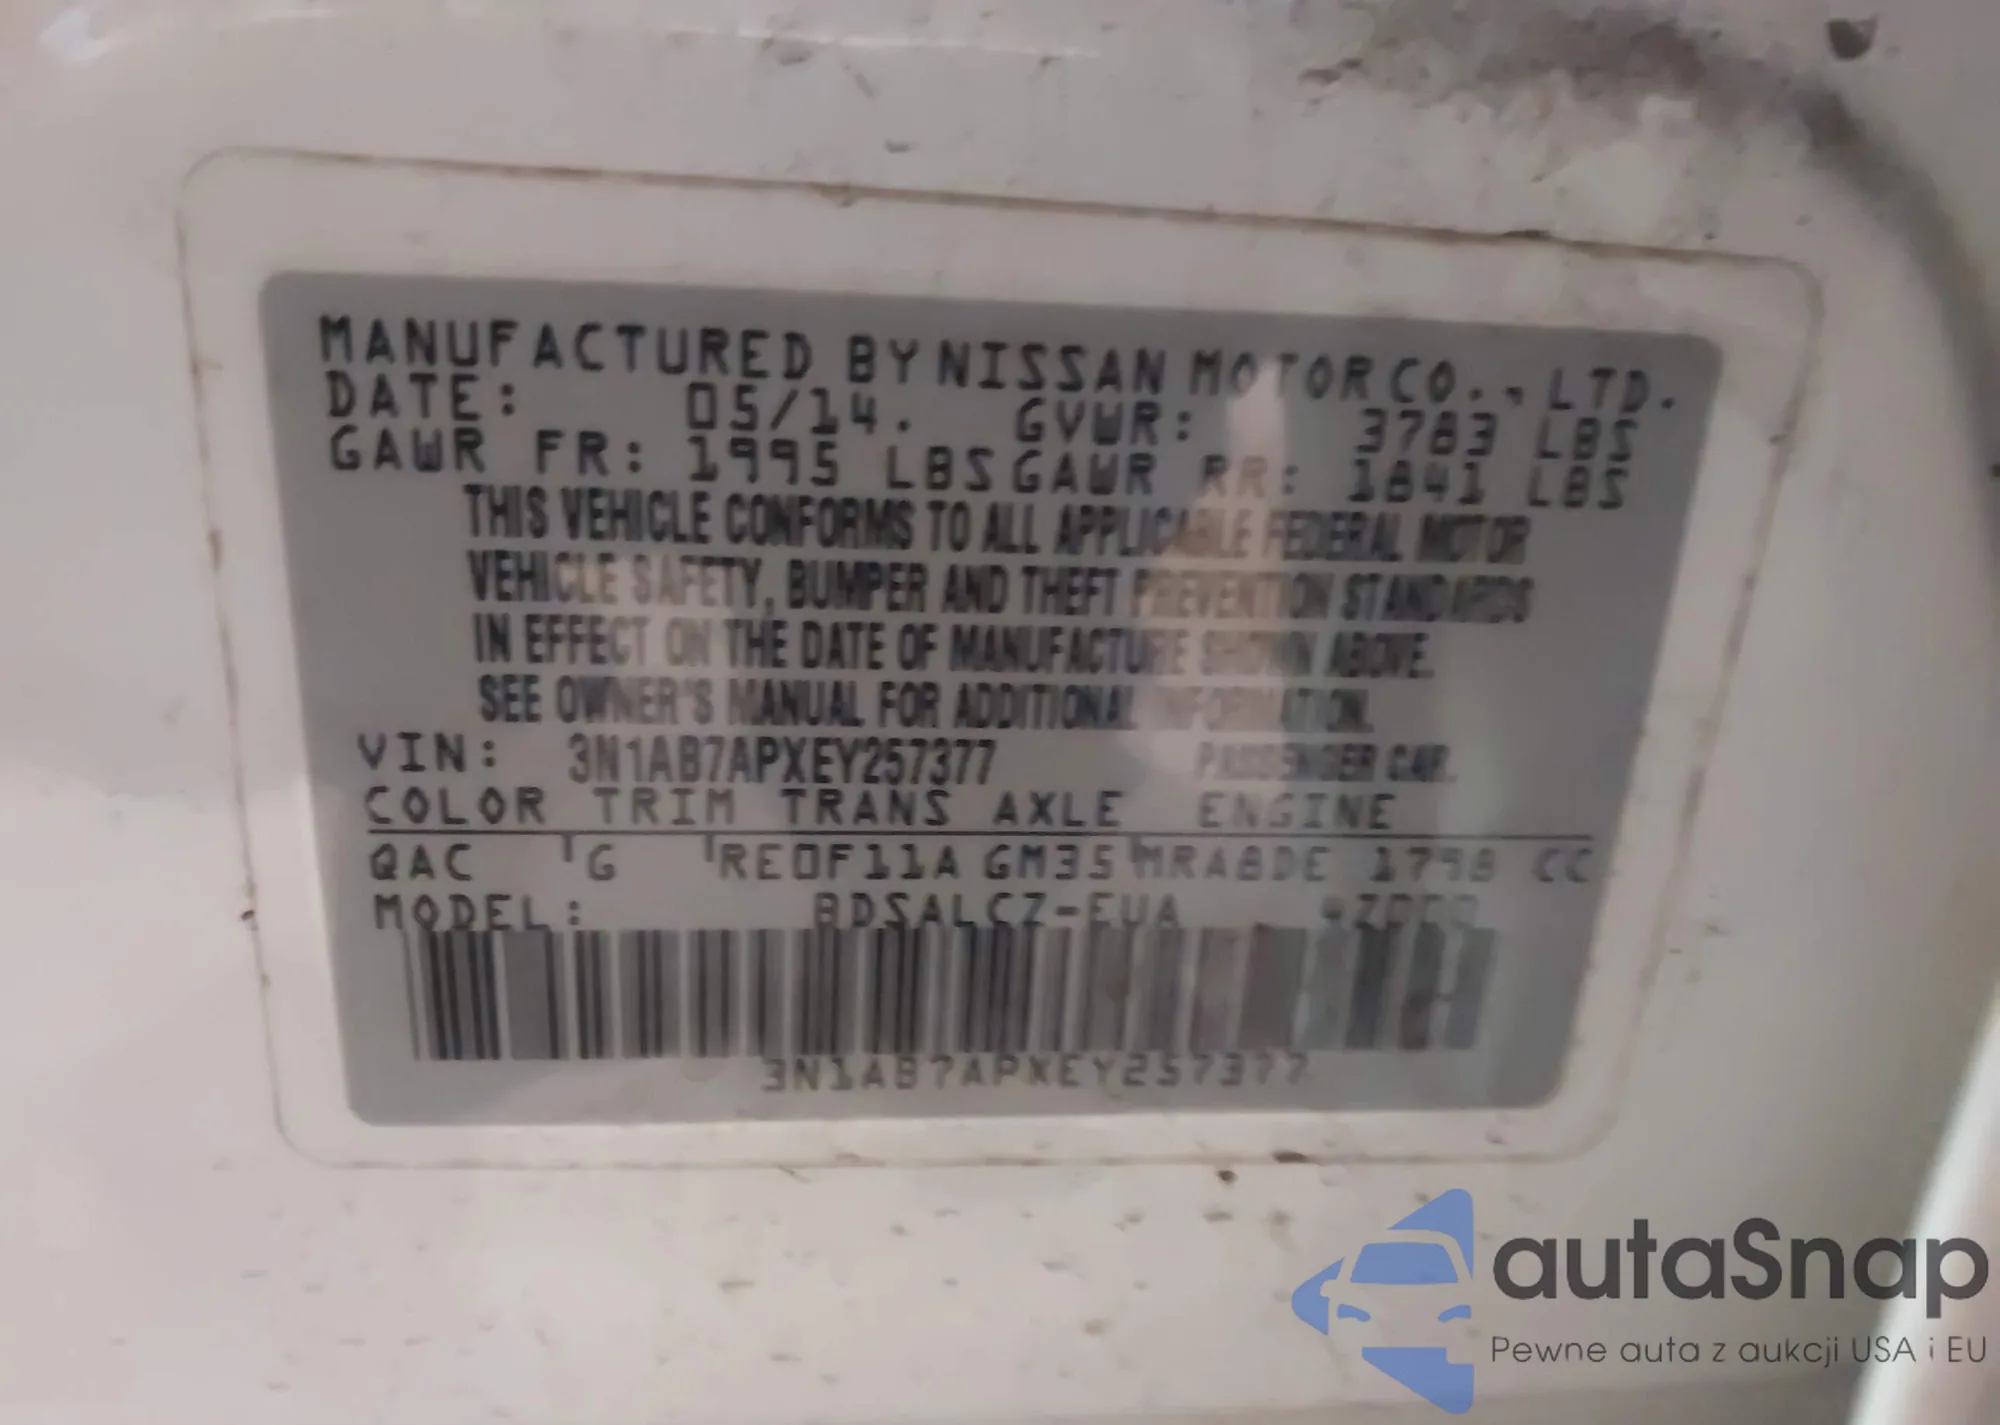 MANUFACTURED BY NISSAN MOTOR CO., LTD.
DATE: 05/14. GVWR: 3783 LBS
GAWR FR: 1995 LBS GAWR RR: 1841 LBS
THIS VEHICLE CONFORMS TO ALL APPLICABLE FEDERAL MOTOR
VEHICLE SAFETY, BUMPER AND THEFT PREVENTION STANDARDS
IN EFFECT ON THE DATE OF MANUFACTURE SHOWN ABOVE.
SEE OWNER'S MANUAL FOR ADDITIONAL INFORMATION.
VIN: 3N1AB7APXEY257377 PASSENGER CAR.
COLOR TRIM TRANS AXLE ENGINE
QAC G RE0F11A GM35 MRA8DE 1798 CC
MODEL: BDSALCZ-EUA
3N1AB7APXEY257377
autaSnap
Pewne auta z aukcji USA i EU